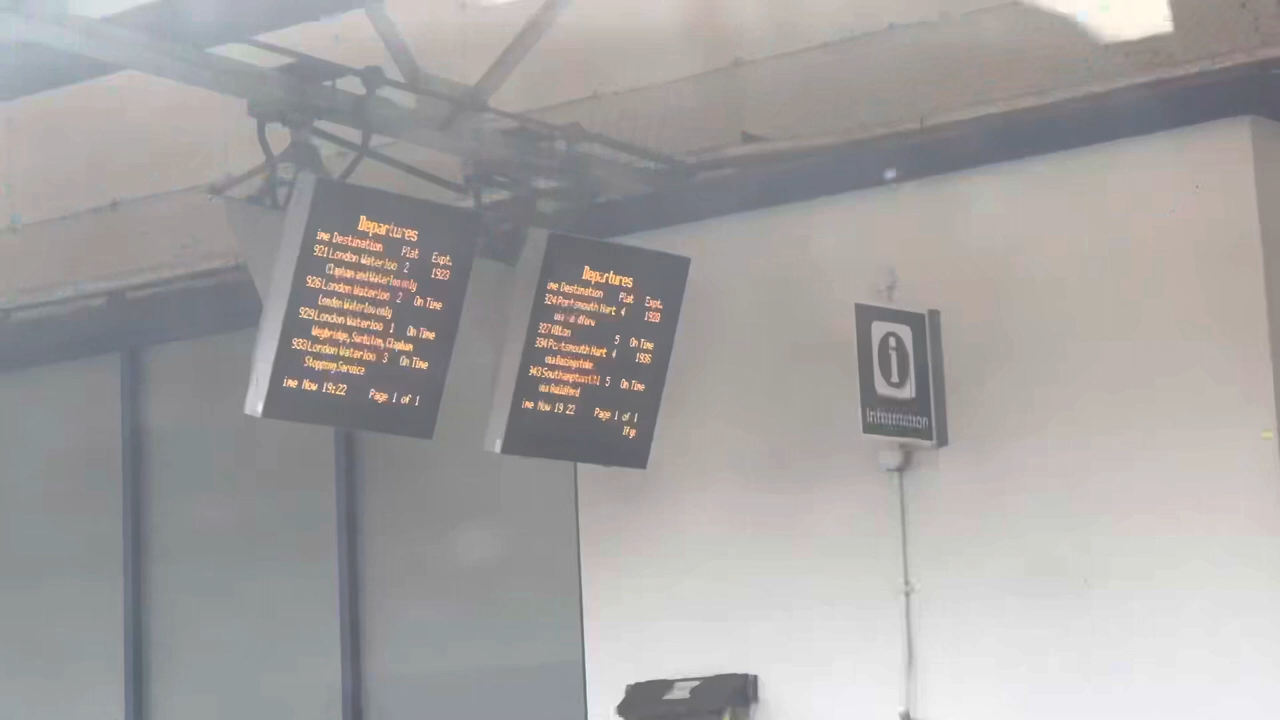 Departures
ime Destination Plat Expt.
921 London Waterloo 2 1923
Clapham and Waterloo only
926 London Waterloo 2 On Time
London Waterloo only
929 London Waterloo 1 On Time
Weybridge, Surbiton, Clapham
933 London Waterloo 3 On Time
Stopping Service
ime Now 19:22 Page 1 of 1
Departures
ime Destination Plat Expt.
324 Portsmouth Harb 4 1928
via
327 Alton 5 On Time
334 Portsmouth Harb 4 1936
via Basingstoke
343 Southampton 5 On Time
via Guildford
ime Now 19 22 Page 1 of 1
If y
i
Information